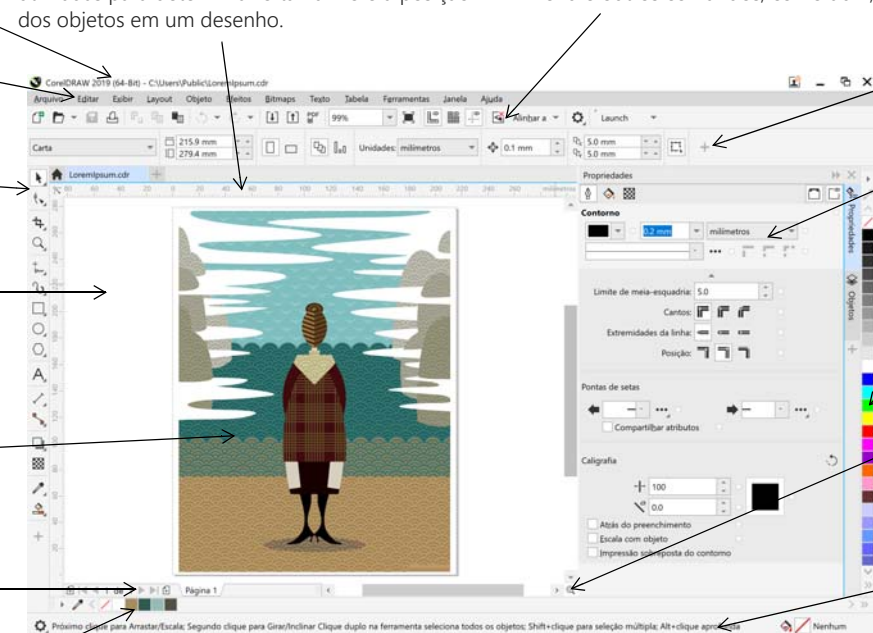 dos objetos em um desenho.
CorelDRAW 2019 (64-Bit) - C:\Users\Public\LoremIpsum.cdr
Arquivo Editar Exibir Layout Objeto Efeitos Bitmaps Texto Tabela Ferramentas Janela Ajuda
99% Alinhar a Launch
Carta 215.9 mm 279.4 mm Unidades: milímetros 0.1 mm 5.0 mm 5.0 mm
LoremIpsum.cdr
Propriedades
Contorno
0.2 mm milímetros
Propriedades
Objetos
Limite de meia-esquadria: 5.0
Cantos:
Extremidades da linha:
Posição:
Pontas de setas
Compartilhar atributos
Caligrafia
100
0.0
Atrás do preenchimento
Escala com objeto
Impressão sobreposta do contorno
1 de Página 1
Próximo clique para Arrastar/Escala; Segundo clique para Girar/Inclinar Clique duplo na ferramenta seleciona todos os objetos; Shift+clique para seleção múltipla; Alt+clique Nenhum